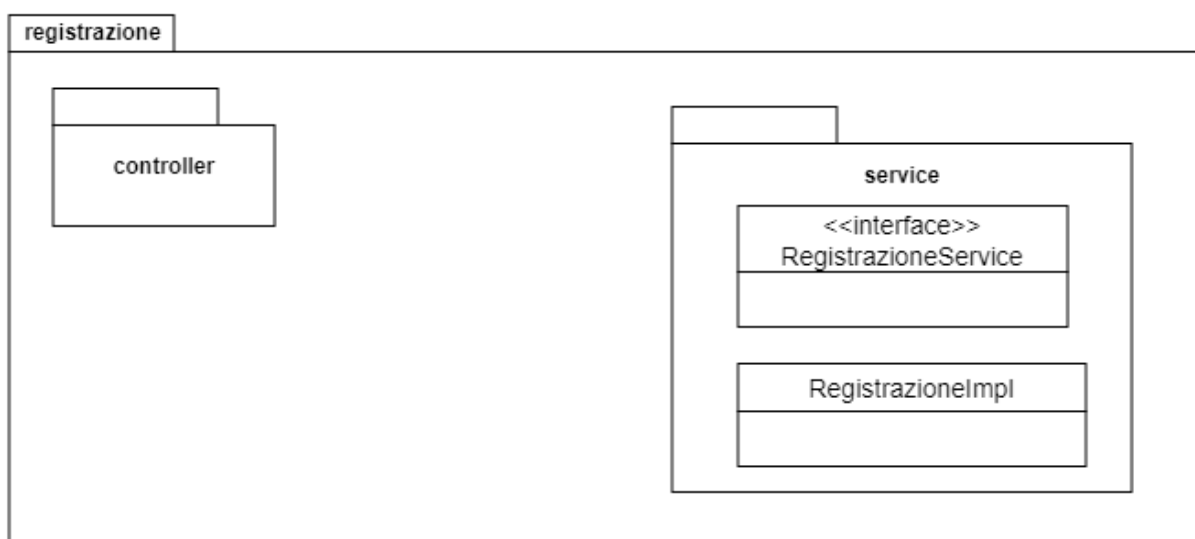 registrazione
controller
service
<<interface>>
RegistrazioneService
RegistrazioneImpl